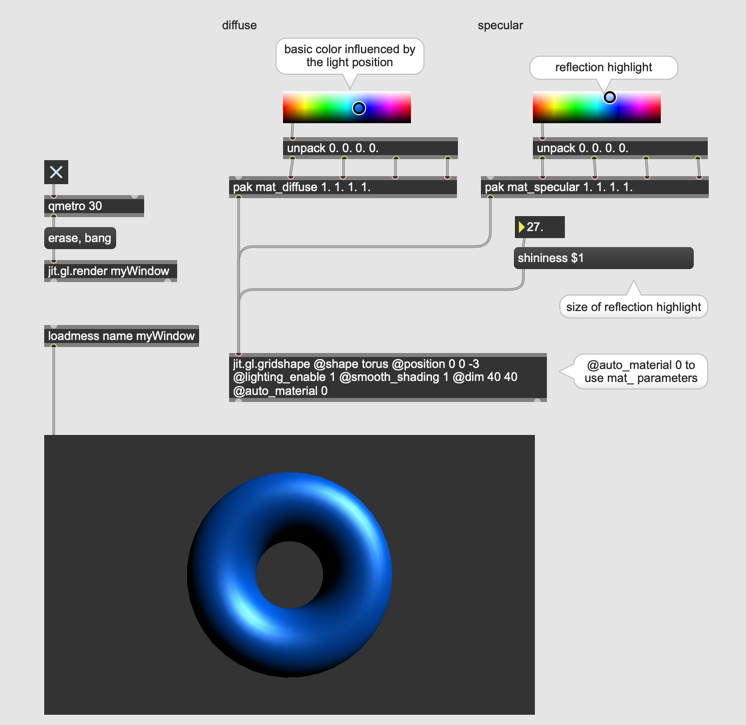 diffuse
specular
basic color influenced by
the light position
reflection highlight
unpack 0. 0. 0. 0.
unpack 0. 0. 0. 0.
pak mat_diffuse 1. 1. 1. 1.
pak mat_specular 1. 1. 1. 1.
qmetro 30
27.
erase, bang
shininess $1
jit.gl.render myWindow
size of reflection highlight
loadmess name myWindow
jit.gl.gridshape @shape torus @position 0 0 -3
@lighting_enable 1 @smooth_shading 1 @dim 40 40
@auto_material 0
@auto_material 0 to
use mat_ parameters